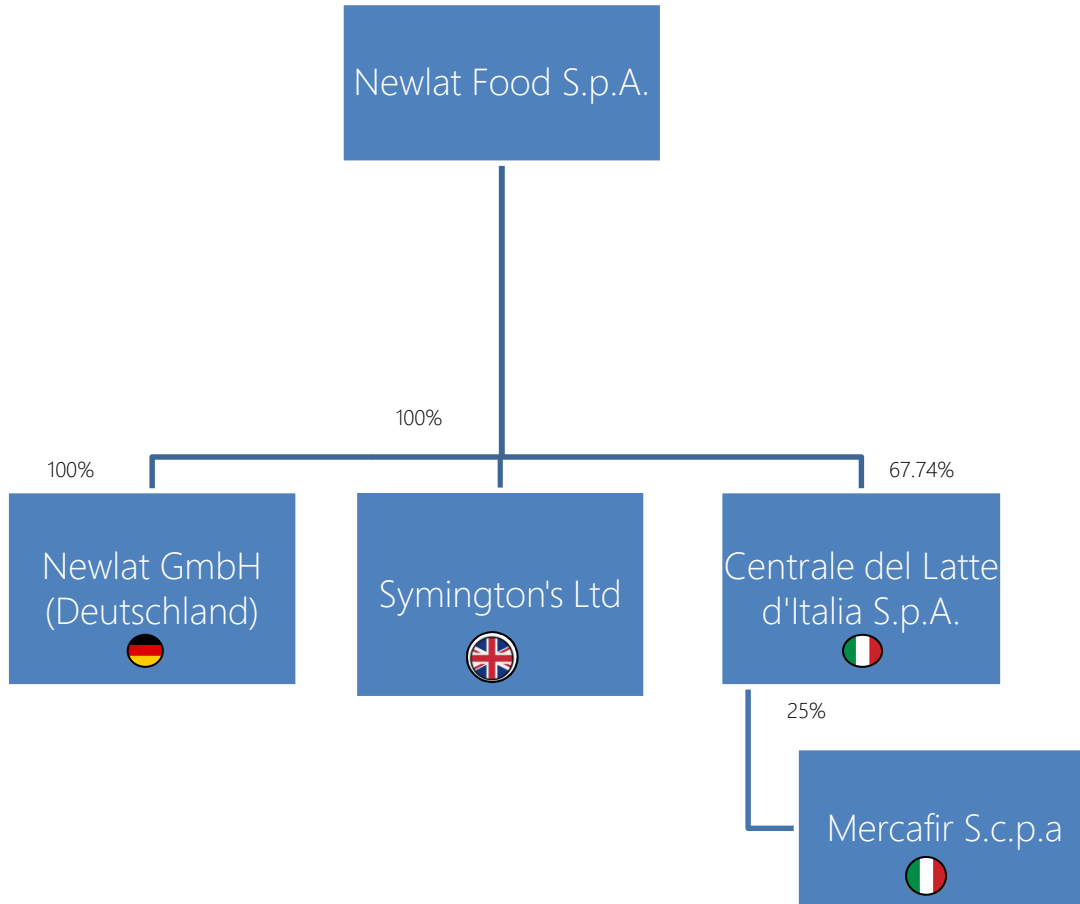 Newlat Food S.p.A.
100%
100%
67.74%
Newlat GmbH
(Deutschland)
Symington's Ltd
Centrale del Latte
d'Italia S.p.A.
25%
Mercafir S.c.p.a